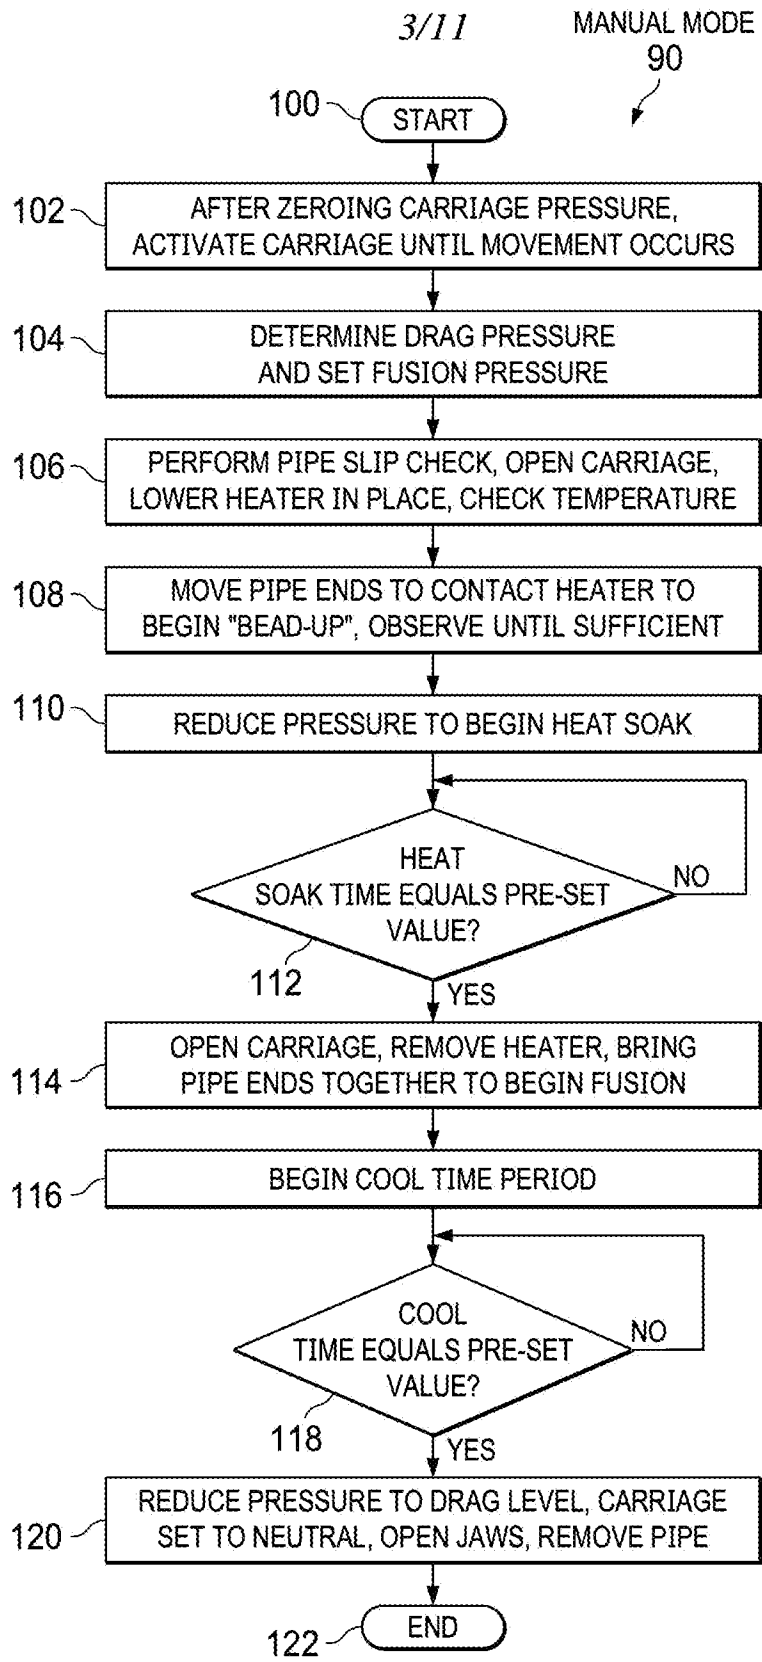 3/11
MANUAL MODE
90
100
START
102
AFTER ZEROING CARRIAGE PRESSURE,
ACTIVATE CARRIAGE UNTIL MOVEMENT OCCURS
104
DETERMINE DRAG PRESSURE
AND SET FUSION PRESSURE
106
PERFORM PIPE SLIP CHECK, OPEN CARRIAGE,
LOWER HEATER IN PLACE, CHECK TEMPERATURE
108
MOVE PIPE ENDS TO CONTACT HEATER TO
BEGIN "BEAD-UP", OBSERVE UNTIL SUFFICIENT
110
REDUCE PRESSURE TO BEGIN HEAT SOAK
HEAT
SOAK TIME EQUALS PRE-SET
VALUE?
NO
112
YES
114
OPEN CARRIAGE, REMOVE HEATER, BRING
PIPE ENDS TOGETHER TO BEGIN FUSION
116
BEGIN COOL TIME PERIOD
COOL
TIME EQUALS PRE-SET
VALUE?
NO
118
YES
120
REDUCE PRESSURE TO DRAG LEVEL, CARRIAGE
SET TO NEUTRAL, OPEN JAWS, REMOVE PIPE
122
END